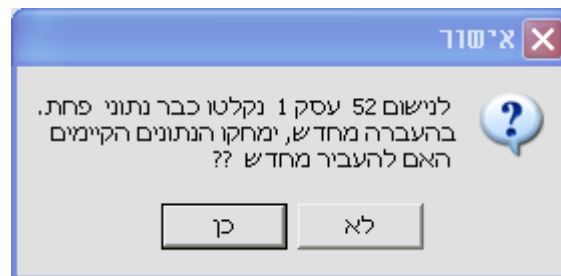 אישור
לנישום 52 עסק 1 נקלטו כבר נתוני פחת.
בהעברה מחדש, ימחקו הנתונים הקיימים
האם להעביר מחדש ??
לא
כן